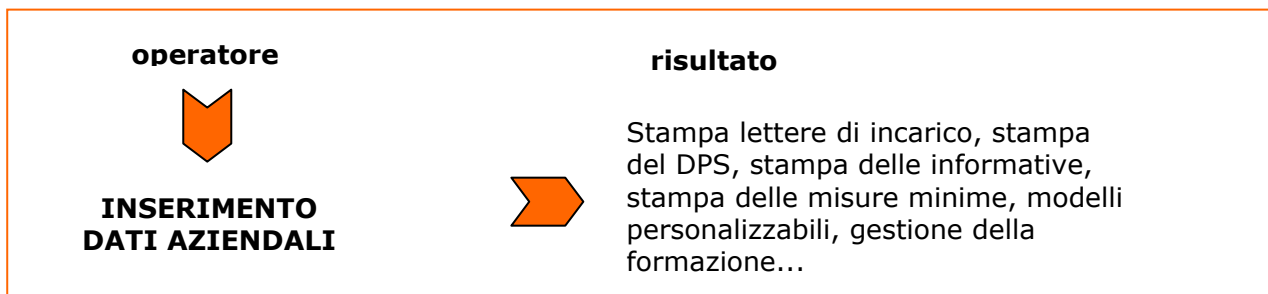 operatore
INSERIMENTO
DATI AZIENDALI
risultato
Stampa lettere di incarico, stampa
del DPS, stampa delle informative,
stampa delle misure minime, modelli
personalizzabili, gestione della
formazione...